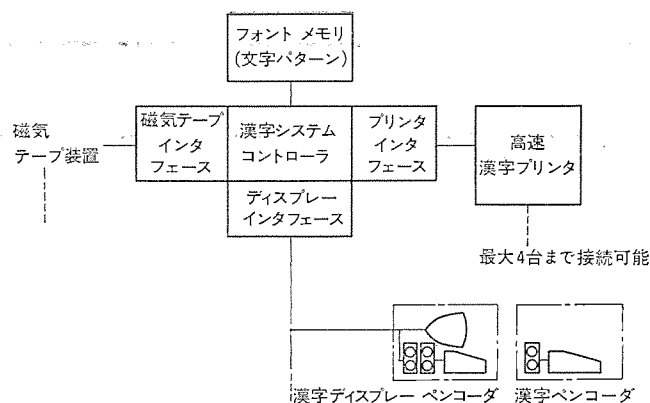 フォント メモリ
(文字パターン)
磁気
テープ装置
磁気テープ
インタ
フェース
漢字システム
コントローラ
プリンタ
インタ
フェース
高速
漢字プリンタ
ディスプレー
インタフェース
最大4台まで接続可能
漢字ディスプレー ペンコーダ
漢字ペンコーダ